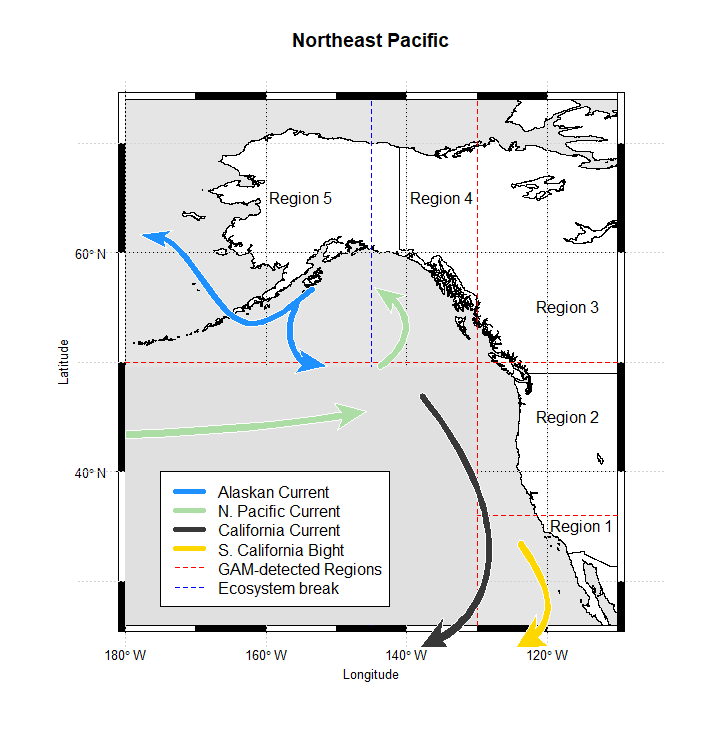 Northeast Pacific
Region 5
Region 4
60° N
Region 3
Latitude
Region 2
40° N
Alaskan Current
N. Pacific Current
California Current
S. California Bight
GAM-detected Regions
Ecosystem break
Region 1
180° W
160° W
140° W
120° W
Longitude